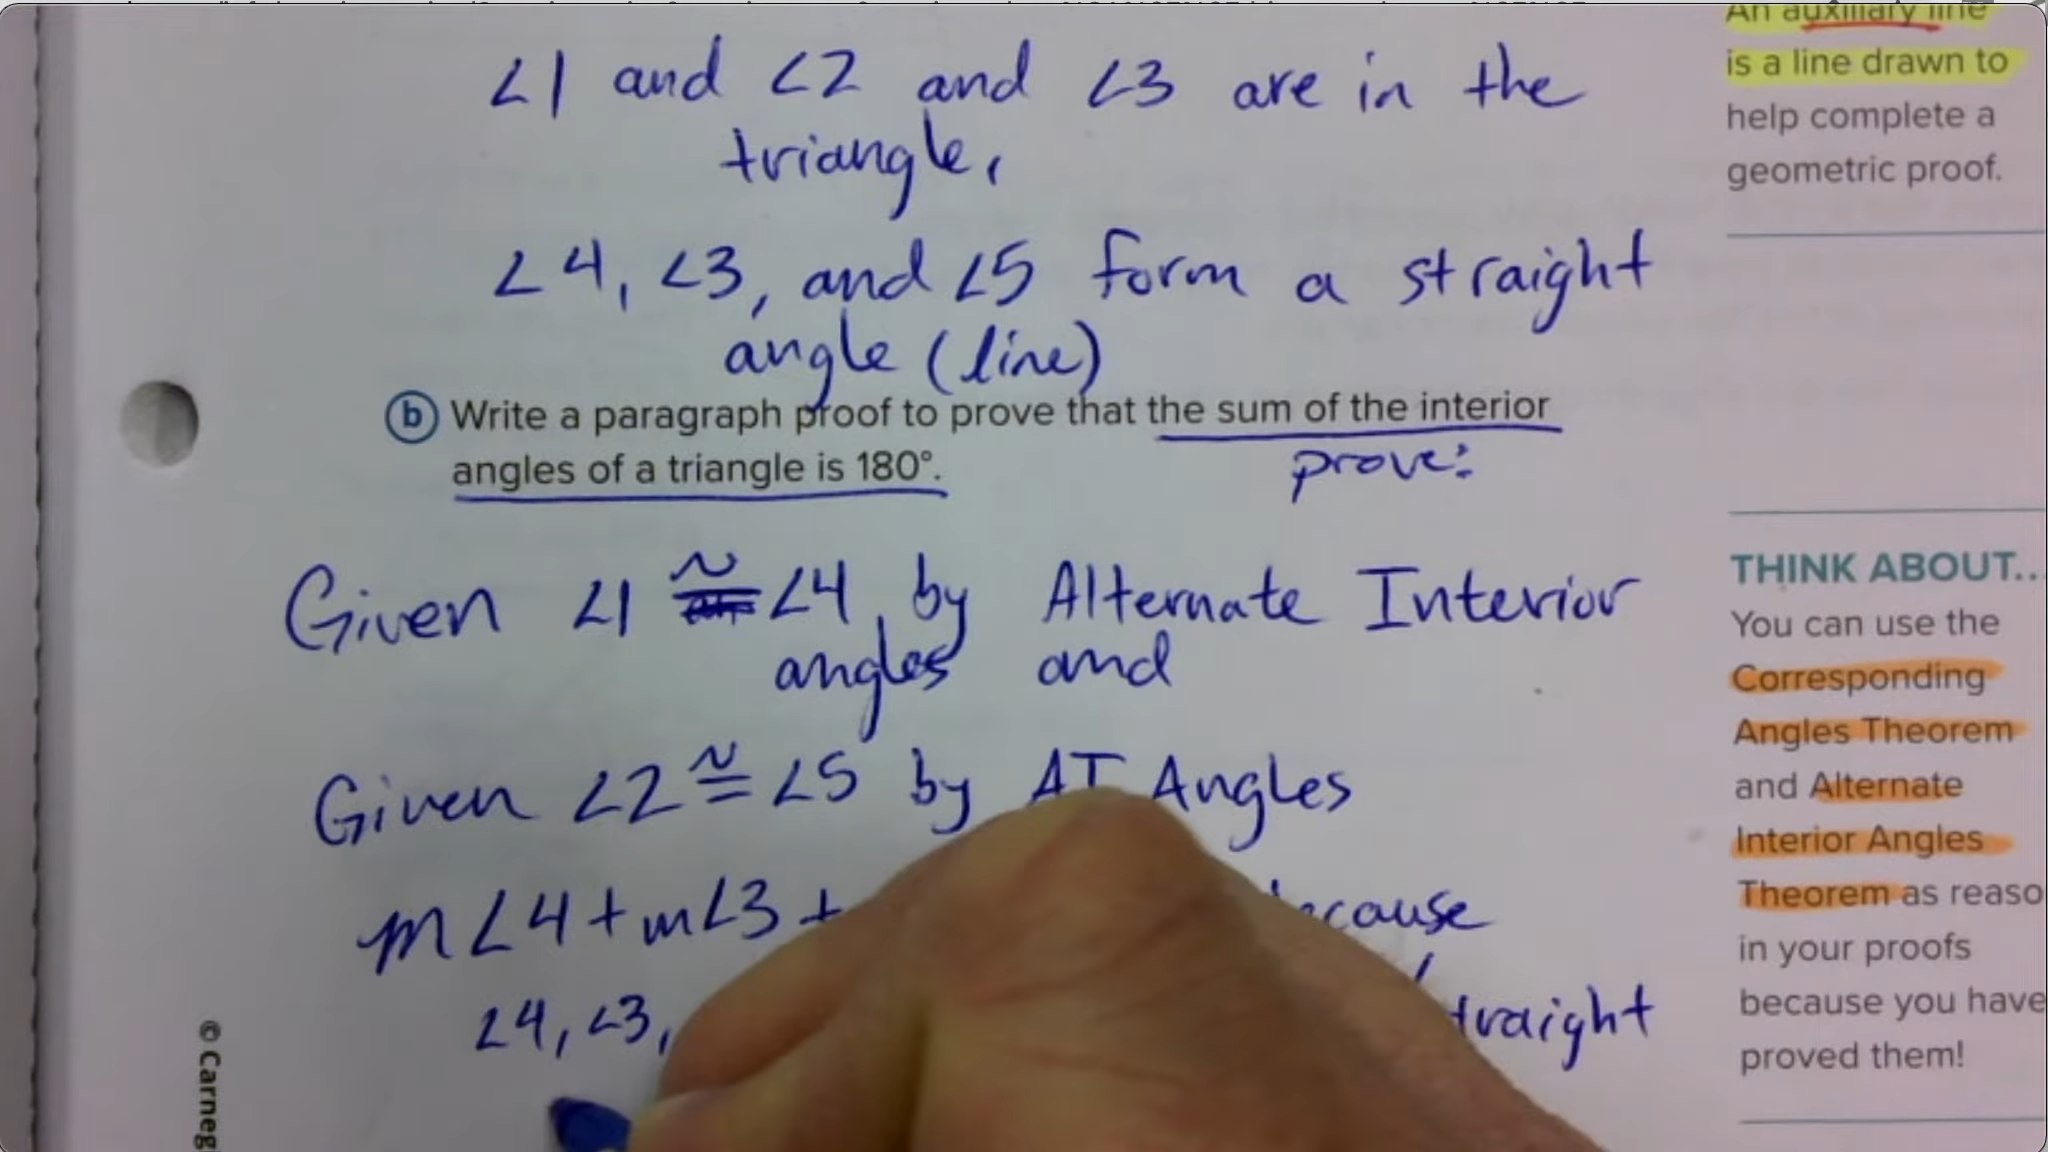 ∠1 and ∠2 and ∠3 are in the
triangle,
∠4, ∠3, and ∠5 form a straight
angle (line)
b Write a paragraph proof to prove that the sum of the interior
angles of a triangle is 180°.
prove:
Given ∠1 ≅ ∠4, by Alternate Interior
angles and
Given ∠2 ≅ ∠5 by AI Angles
m∠4 + m∠3 +
∠4, ∠3,
An auxiliary line
is a line drawn to
help complete a
geometric proof.
THINK ABOUT...
You can use the
Corresponding
Angles Theorem
and Alternate
Interior Angles
Theorem as reaso
in your proofs
because you have
proved them!
© Carneg